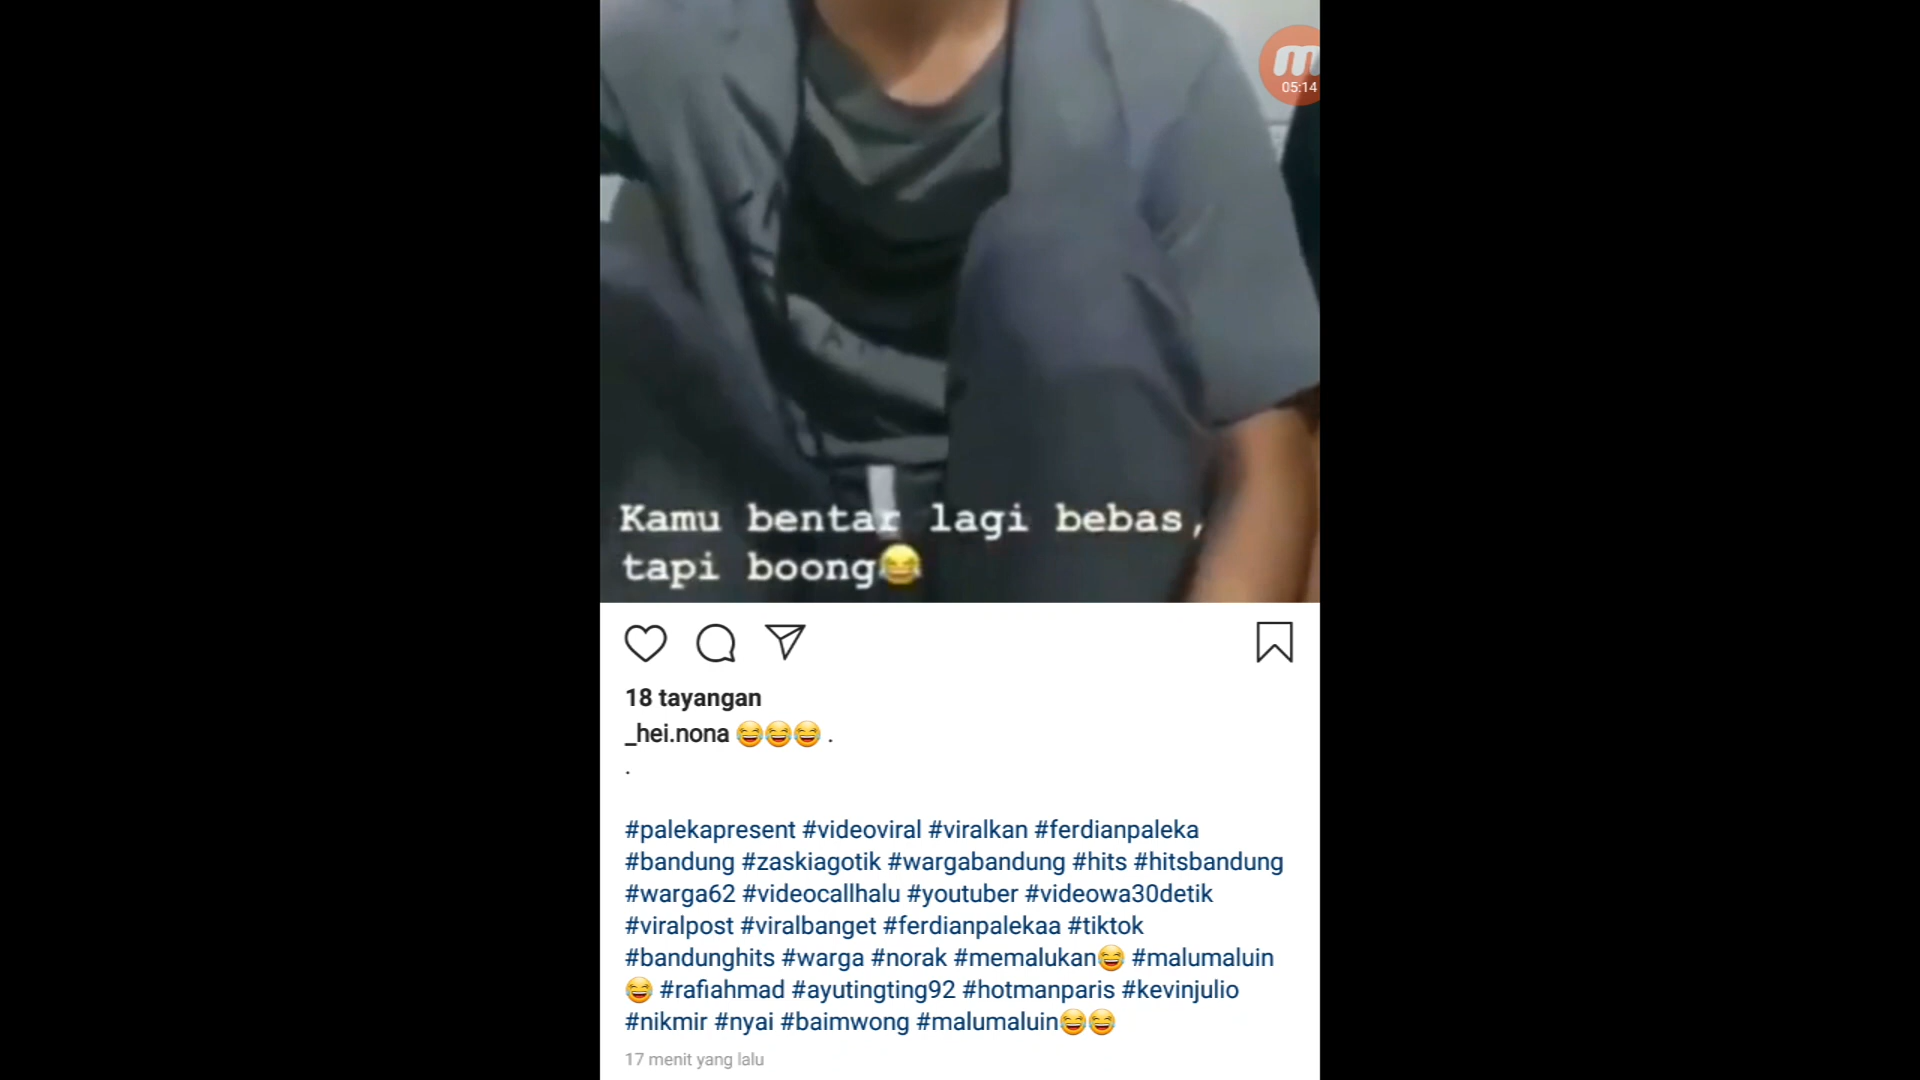 m
05:14
Kamu bentar lagi bebas,
tapi boong😂
18 tayangan
_hei.nona 😂😂😂 .
.
#palekapresent #videoviral #viralkan #ferdianpaleka
#bandung #zaskiagotik #wargabandung #hits #hitsbandung
#warga62 #videocallhalu #youtuber #videowa30detik
#viralpost #viralbanget #ferdianpalekaa #tiktok
#bandunghits #warga #norak #memalukan😂 #malumaluin
😂 #rafiahmad #ayutingting92 #hotmanparis #kevinjulio
#nikmir #nyai #baimwong #malumaluin😂😂
17 menit yang lalu